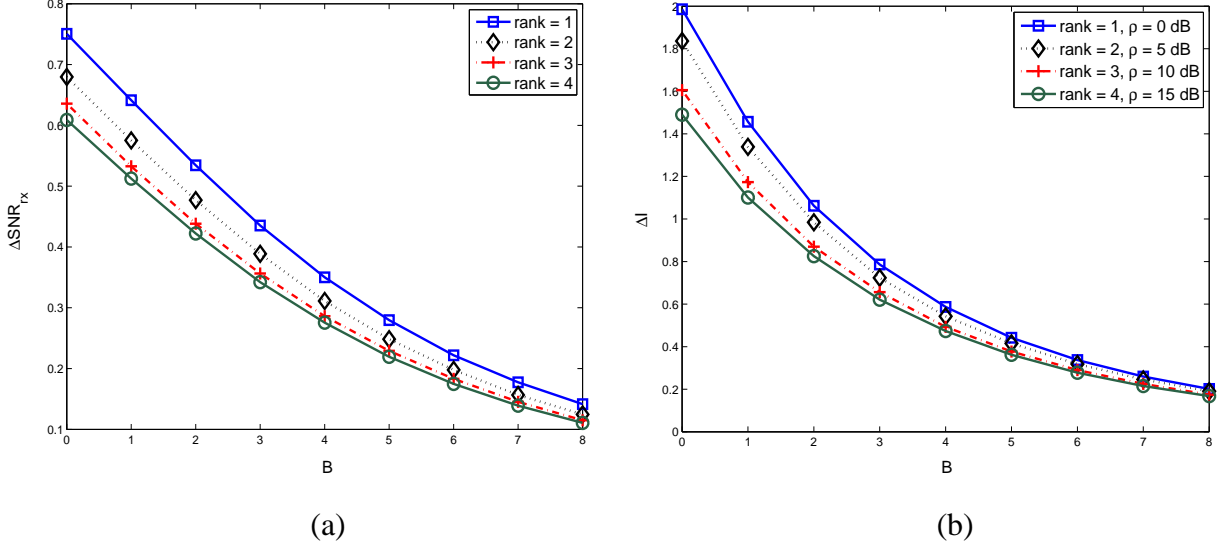 0.8
0.7
0.6
0.5
0.4
0.3
0.2
0.1
ΔSNRrx
0 1 2 3 4 5 6 7 8
B
rank = 1
rank = 2
rank = 3
rank = 4
(a)
2
1.8
1.6
1.4
1.2
1
0.8
0.6
0.4
0.2
0
ΔI
0 1 2 3 4 5 6 7 8
B
rank = 1, ρ = 0 dB
rank = 2, ρ = 5 dB
rank = 3, ρ = 10 dB
rank = 4, ρ = 15 dB
(b)